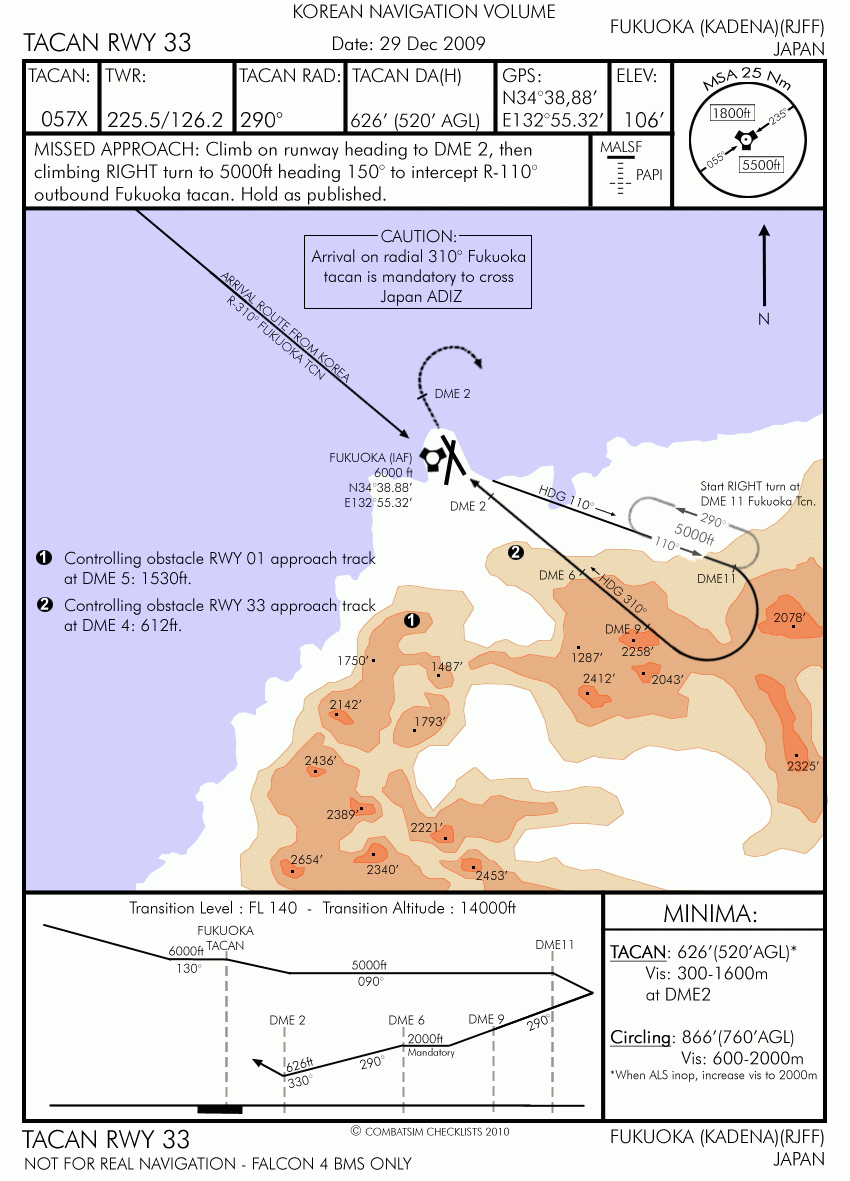 KOREAN NAVIGATION VOLUME
TACAN RWY 33
Date: 29 Dec 2009
FUKUOKA (KADENA)(RJFF)
JAPAN
TACAN:
057X
TWR:
225.5/126.2
TACAN RAD:
290°
TACAN DA(H)
626' (520' AGL)
GPS:
N34°38,88'
E132°55.32'
ELEV:
106'
MSA 25 Nm
1800ft
235°
055°
5500ft
MISSED APPROACH: Climb on runway heading to DME 2, then
climbing RIGHT turn to 5000ft heading 150° to intercept R-110°
outbound Fukuoka tacan. Hold as published.
MALSF
PAPI
CAUTION:
Arrival on radial 310° Fukuoka
tacan is mandatory to cross
Japan ADIZ
N
ARRIVAL ROUTE FROM KOREA
R-310° FUKUOKA TCN
DME 2
FUKUOKA (IAF)
6000 ft
N34°38.88'
E132°55.32'
DME 2
HDG 110°
Start RIGHT turn at
DME 11 Fukuoka Tcn.
290°
5000ft
110°
DME11
1 Controlling obstacle RWY 01 approach track
at DME 5: 1530ft.
2 Controlling obstacle RWY 33 approach track
at DME 4: 612ft.
2
DME 6
HDG 310°
DME 9
1
2078'
1750'
1487'
1287'
2258'
2412'
2043'
2142'
1793'
2436'
2325'
2389'
2221'
2654'
2340'
2453'
Transition Level : FL 140 - Transition Altitude : 14000ft
FUKUOKA
TACAN
6000ft
130°
5000ft
090°
DME11
DME 2
DME 6
DME 9
2000ft
Mandatory
290°
290°
626ft
330°
MINIMA:
TACAN: 626'(520'AGL)*
Vis: 300-1600m
at DME2
Circling: 866'(760'AGL)
Vis: 600-2000m
*When ALS inop, increase vis to 2000m
© COMBATSIM CHECKLISTS 2010
TACAN RWY 33
NOT FOR REAL NAVIGATION - FALCON 4 BMS ONLY
FUKUOKA (KADENA)(RJFF)
JAPAN